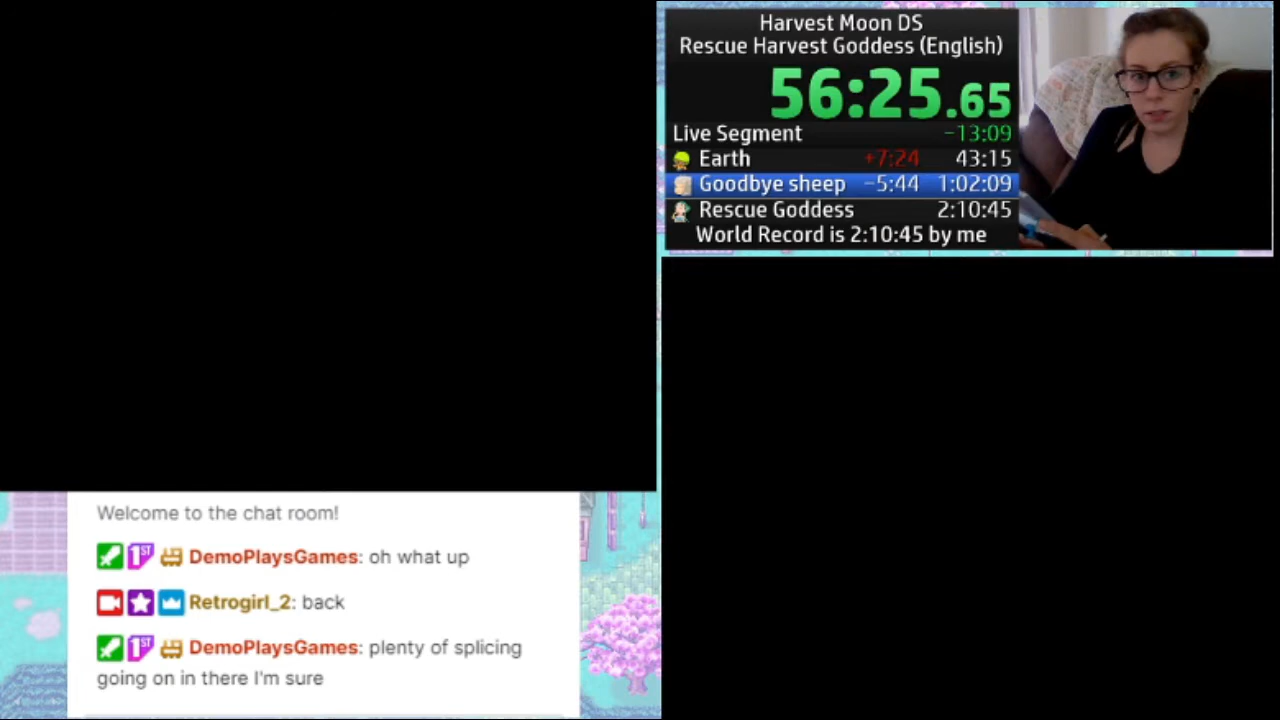 Harvest Moon DS
Rescue Harvest Goddess (English)
56:25.65
Live Segment -13:09
Earth +7:24 43:15
Goodbye sheep -5:44 1:02:09
Rescue Goddess 2:10:45
World Record is 2:10:45 by me
Welcome to the chat room!
1ST DemoPlaysGames: oh what up
Retrogirl_2: back
1ST DemoPlaysGames: plenty of splicing
going on in there I'm sure